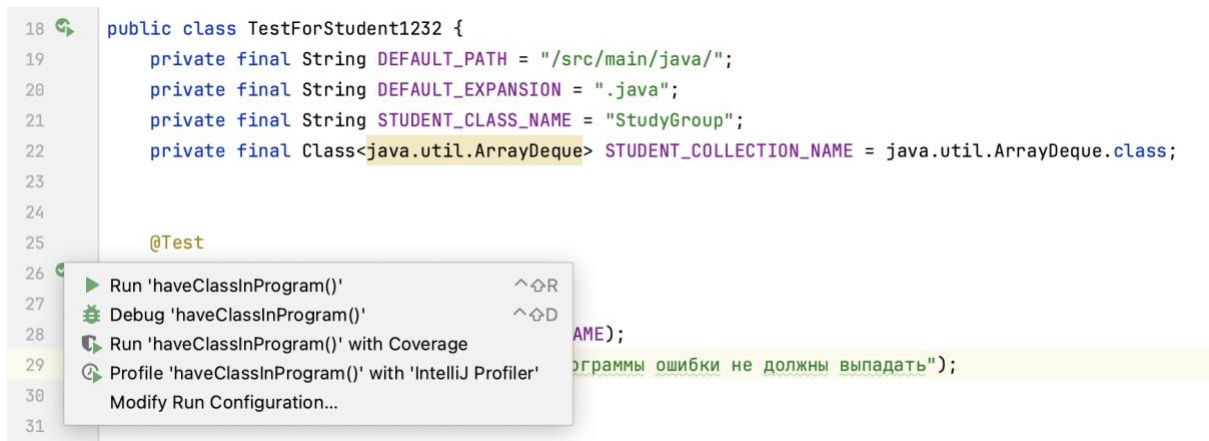 18 public class TestForStudent1232 {
19 private final String DEFAULT_PATH = "/src/main/java/";
20 private final String DEFAULT_EXPANSION = ".java";
21 private final String STUDENT_CLASS_NAME = "StudyGroup";
22 private final Class<java.util.ArrayDeque> STUDENT_COLLECTION_NAME = java.util.ArrayDeque.class;
23
24
25 @Test
26
Run 'haveClassInProgram()' ^⇧R
27
Debug 'haveClassInProgram()' ^⇧D
28 AME);
Run 'haveClassInProgram()' with Coverage
29 ограммы ошибки не должны выпадать");
Profile 'haveClassInProgram()' with 'IntelliJ Profiler'
30
Modify Run Configuration...
31